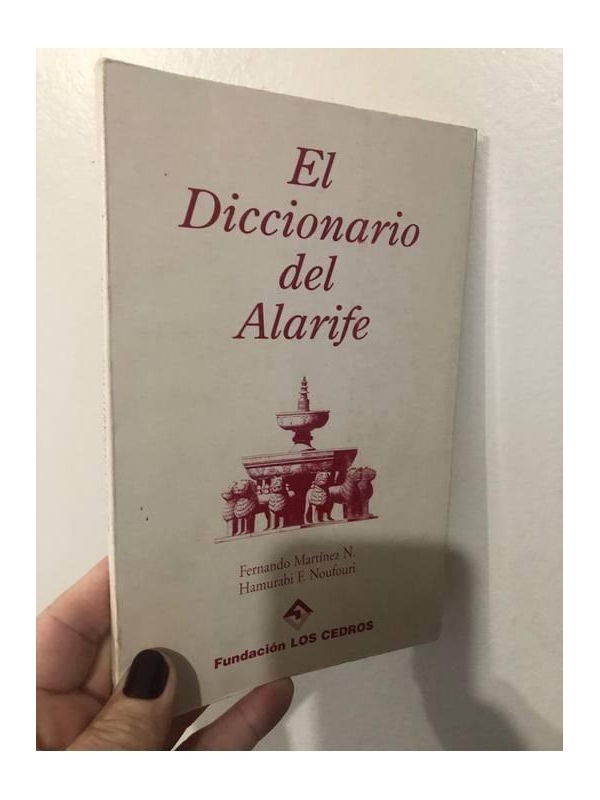 El
Diccionario
del
Alarife
Fernando Martínez N.
Hamurabi F. Noufouri
Fundación LOS CEDROS